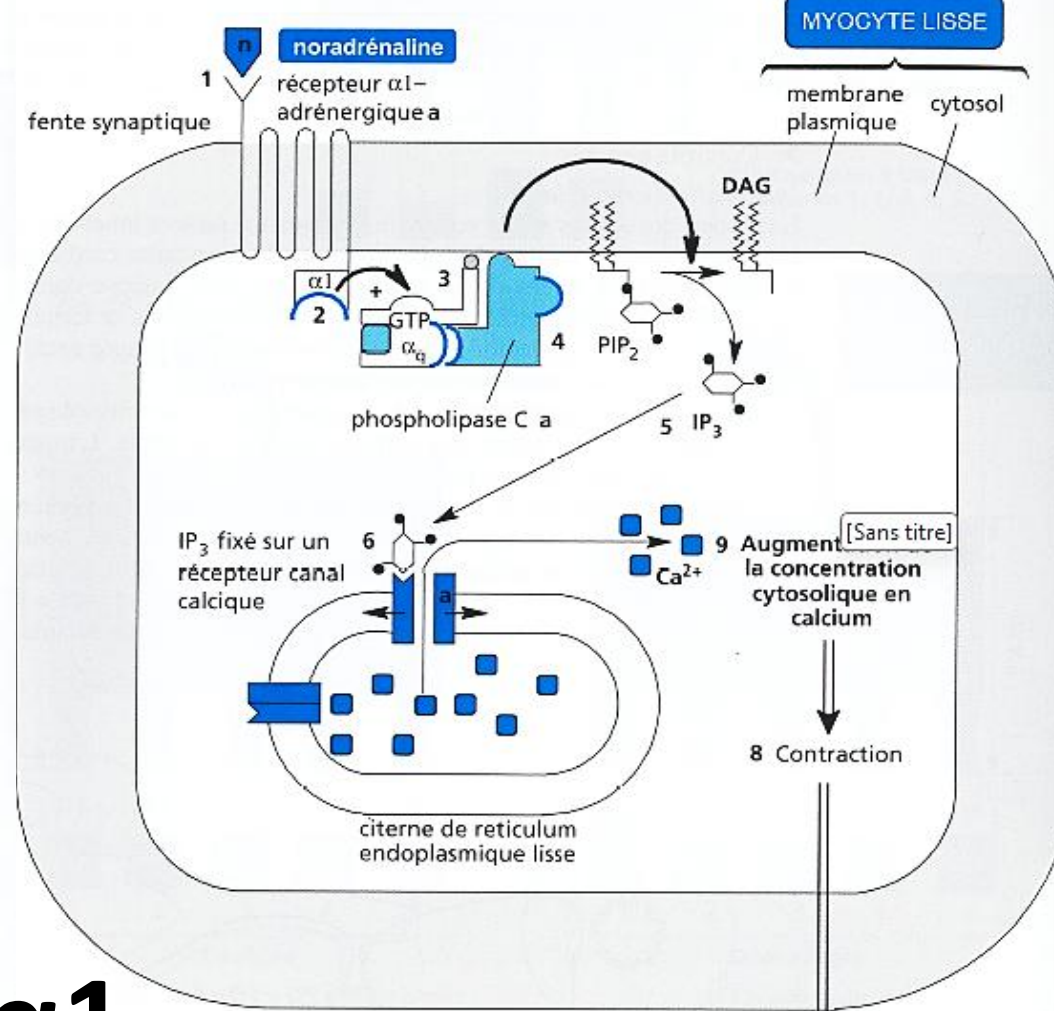 MYOCYTE LISSE
n
noradrénaline
1
récepteur αI–
adrénergique a
fente synaptique
membrane
plasmique
cytosol
DAG
αI
2
+
3
GTP
αq
4
PIP2
phospholipase C a
5
IP3
IP3 fixé sur un
récepteur canal
calcique
6
a
Ca2+
9
Augment
[Sans titre]
la concentration
cytosolique en
calcium
8 Contraction
citerne de reticulum
endoplasmique lisse
α1